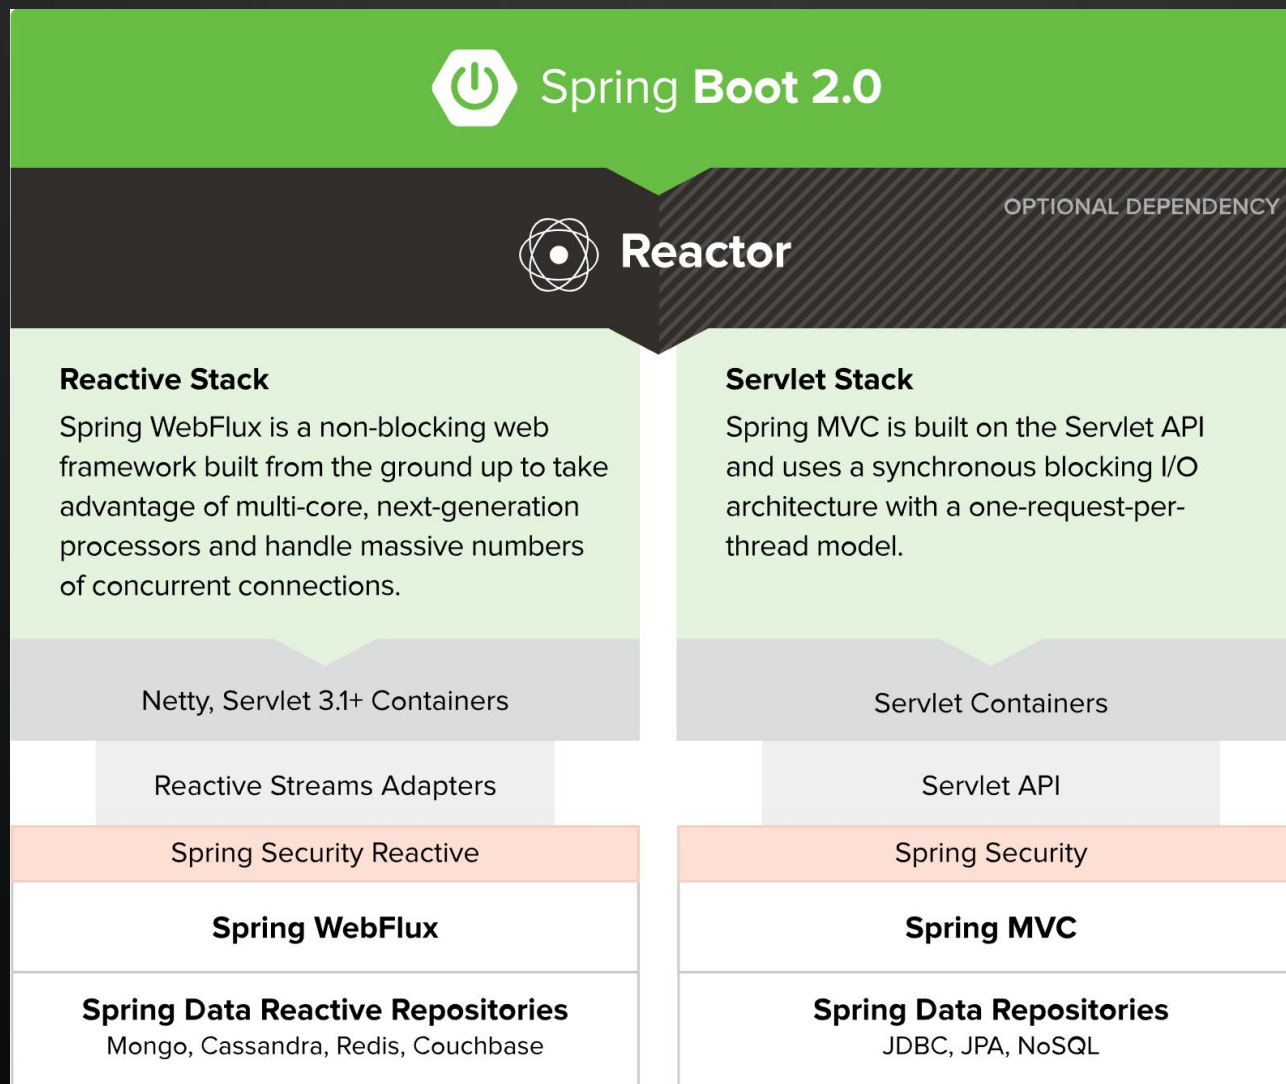 Spring Boot 2.0
OPTIONAL DEPENDENCY
Reactor
Reactive Stack
Spring WebFlux is a non-blocking web
framework built from the ground up to take
advantage of multi-core, next-generation
processors and handle massive numbers
of concurrent connections.
Netty, Servlet 3.1+ Containers
Reactive Streams Adapters
Spring Security Reactive
Spring WebFlux
Spring Data Reactive Repositories
Mongo, Cassandra, Redis, Couchbase
Servlet Stack
Spring MVC is built on the Servlet API
and uses a synchronous blocking I/O
architecture with a one-request-per-
thread model.
Servlet Containers
Servlet API
Spring Security
Spring MVC
Spring Data Repositories
JDBC, JPA, NoSQL